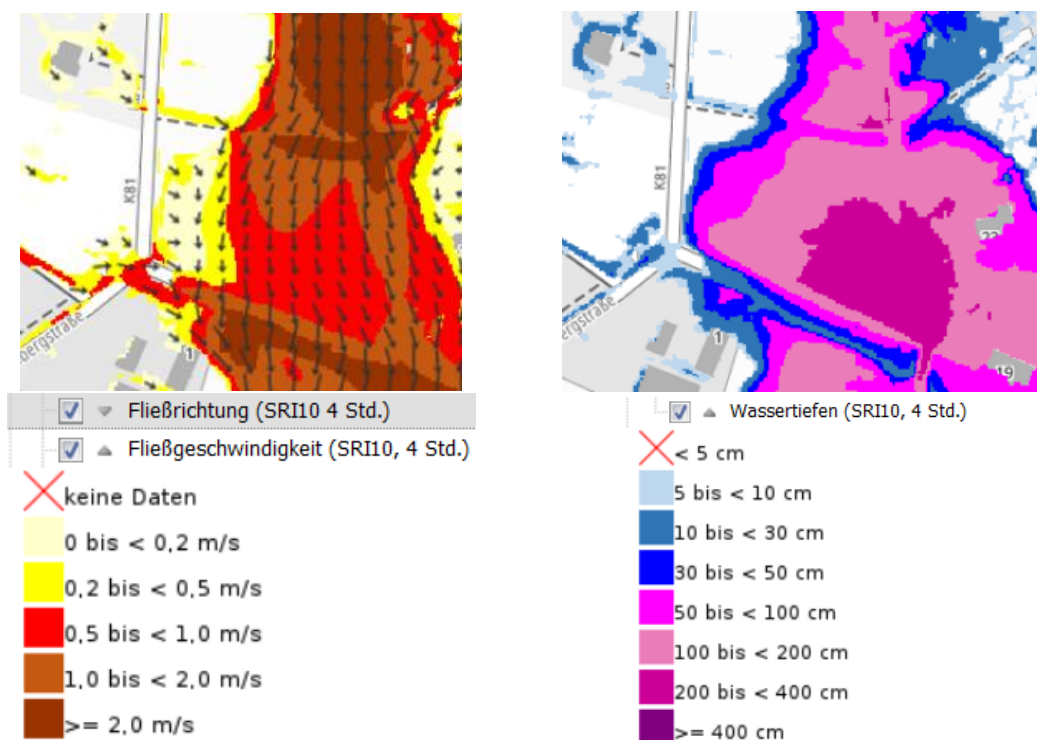 K81
bergstraße
1
Fließrichtung (SRI10 4 Std.)
Fließgeschwindigkeit (SRI10, 4 Std.)
keine Daten
0 bis < 0,2 m/s
0,2 bis < 0,5 m/s
0,5 bis < 1,0 m/s
1,0 bis < 2,0 m/s
>= 2,0 m/s
K81
bergstraße
1
22
19
Wassertiefen (SRI10, 4 Std.)
< 5 cm
5 bis < 10 cm
10 bis < 30 cm
30 bis < 50 cm
50 bis < 100 cm
100 bis < 200 cm
200 bis < 400 cm
>= 400 cm